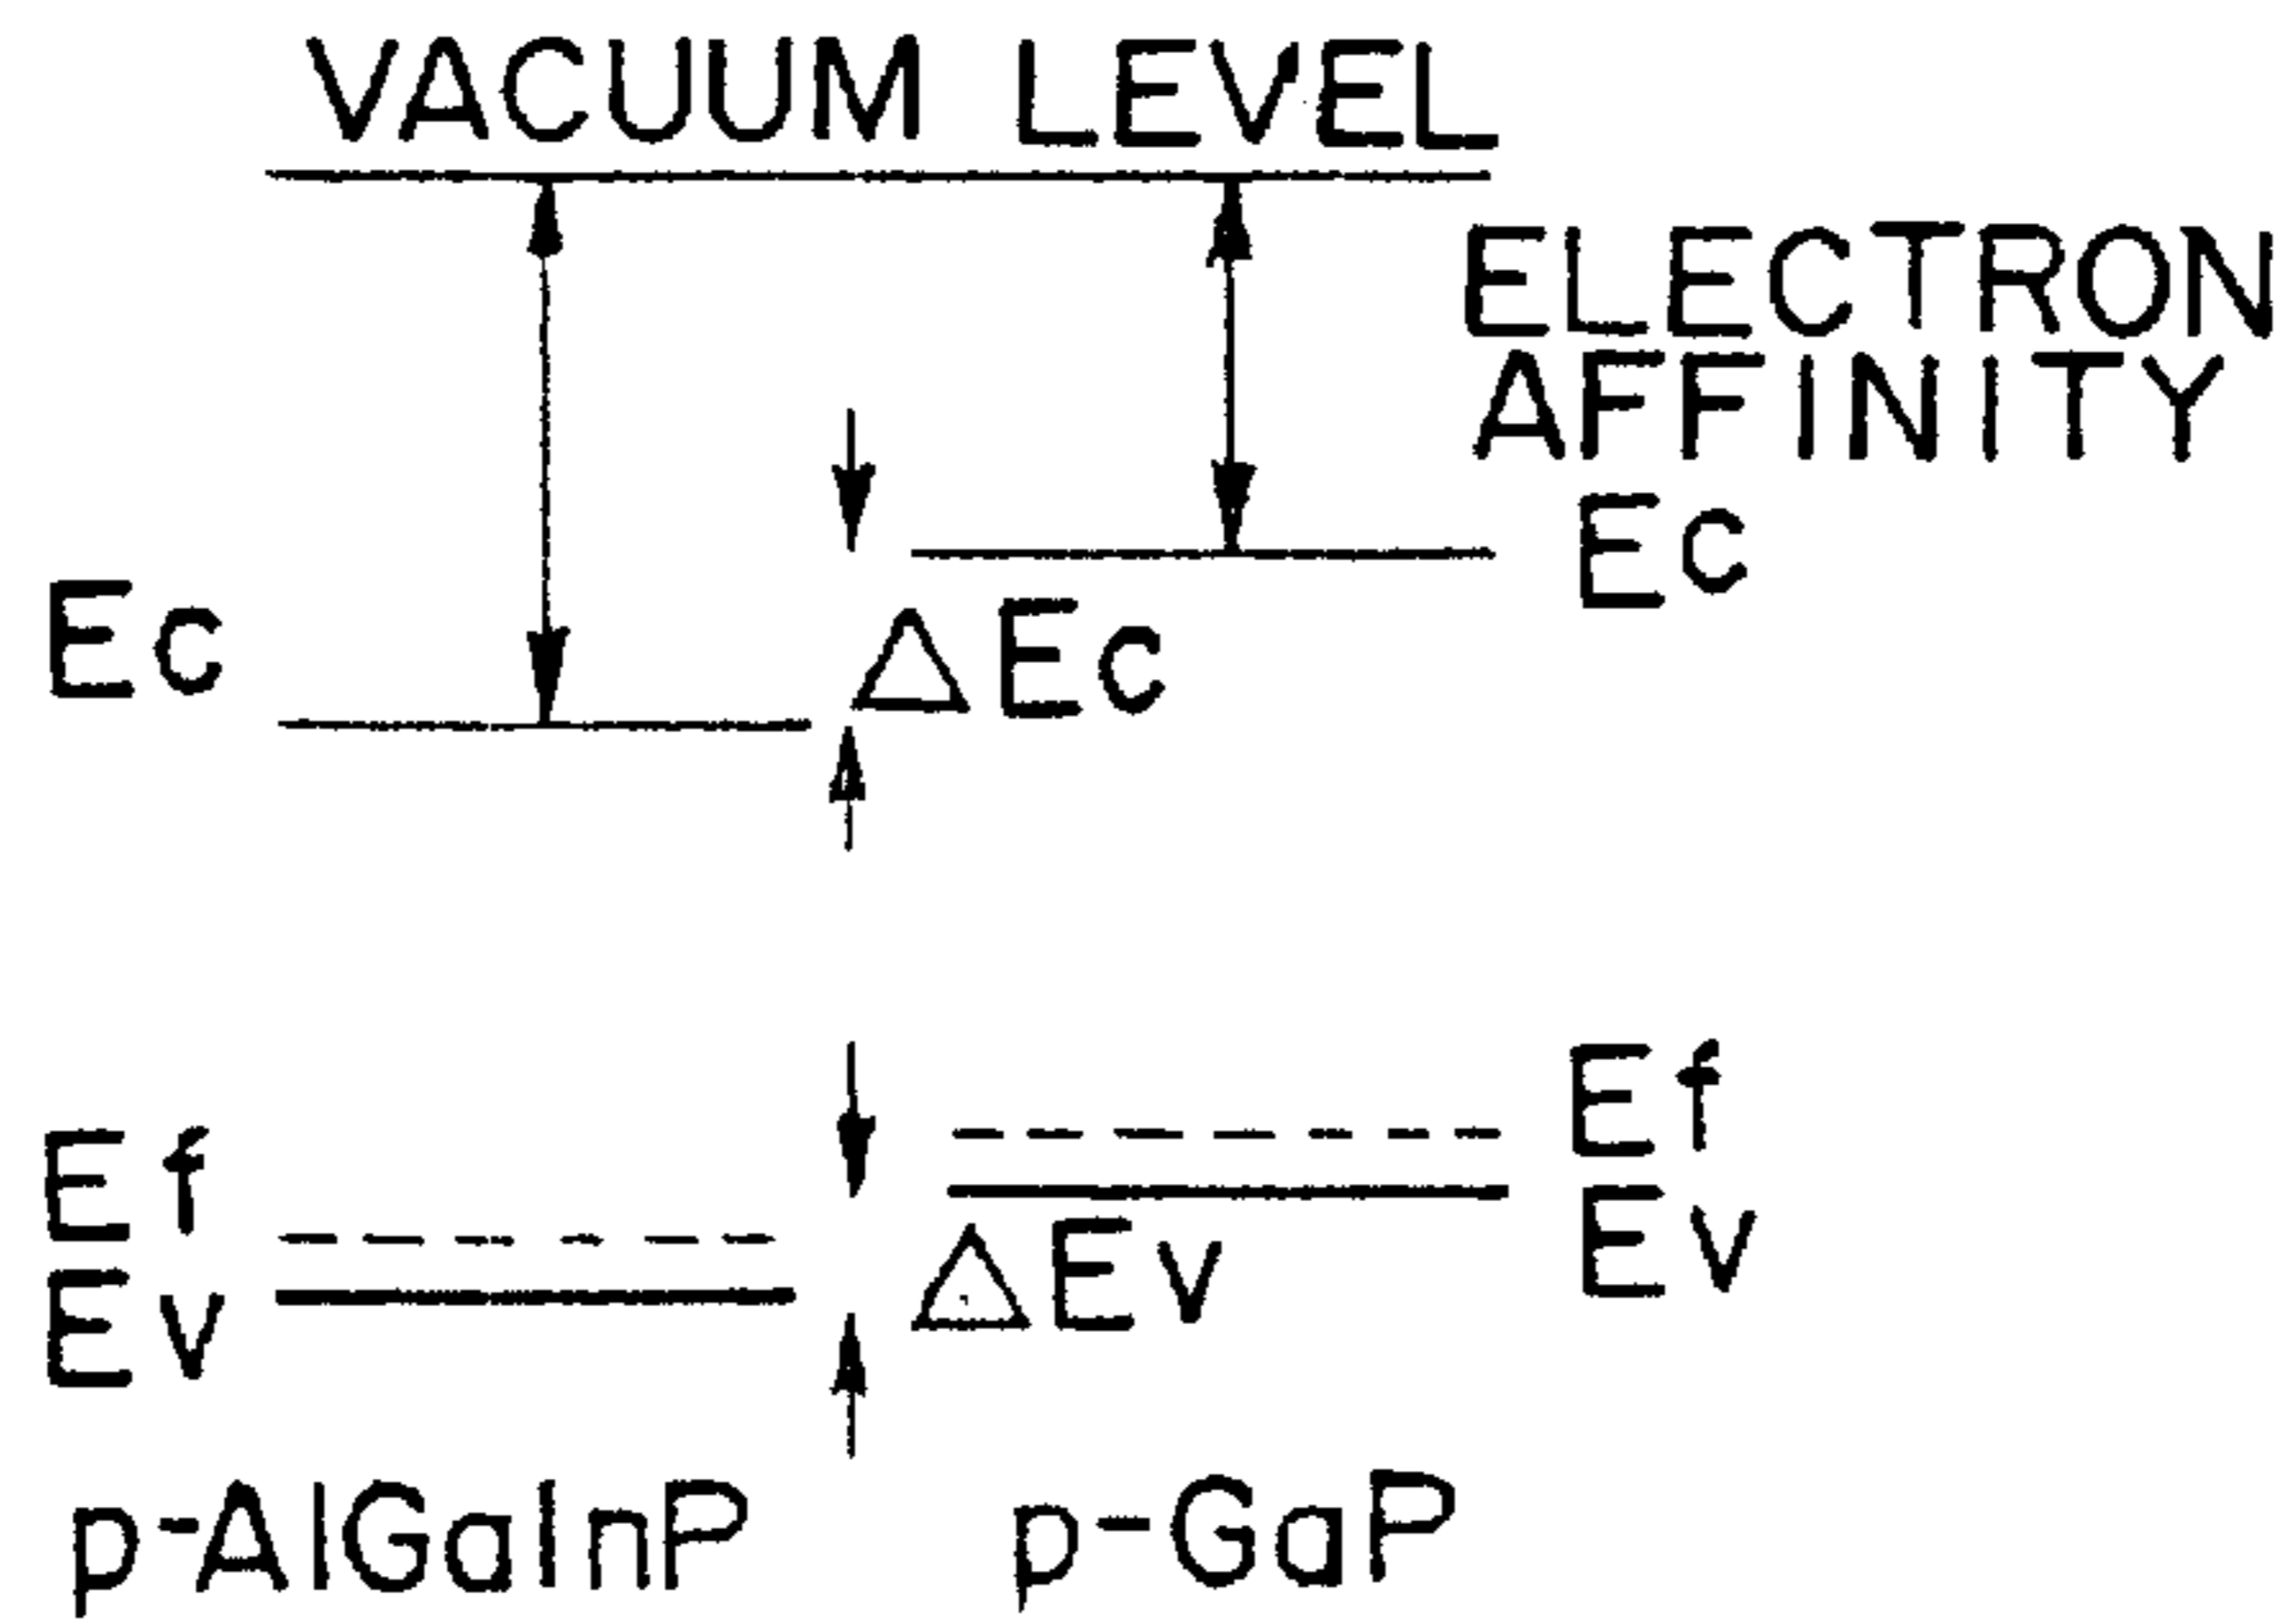 VACUUM LEVEL
ELECTRON
AFFINITY
Ec
Ec
ΔEc
Ef
Ef
Ev
Ev
ΔEv
p-AlGaInP
p-GaP